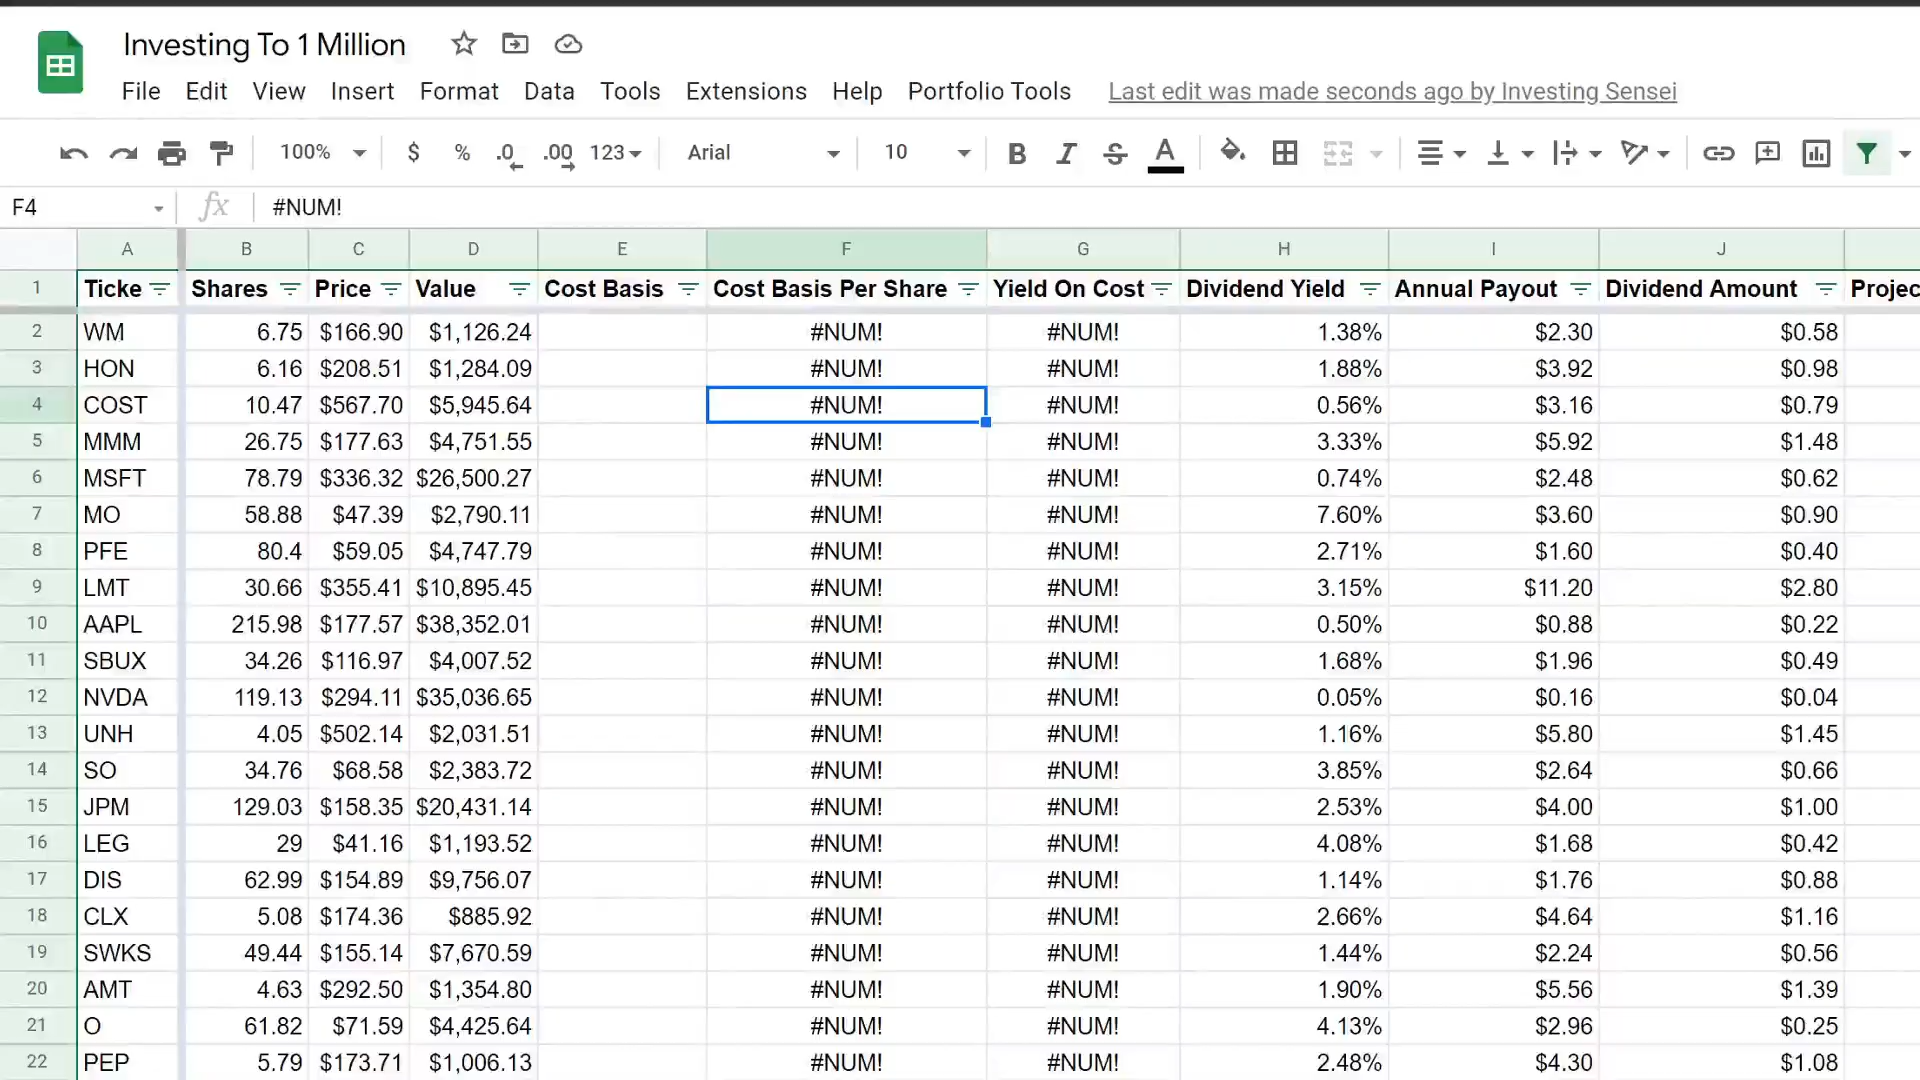 Investing To 1 Million
File Edit View Insert Format Data Tools Extensions Help Portfolio Tools Last edit was made seconds ago by Investing Sensei
100% $ % .0 .00 123 Arial 10 B I S A
F4 fx #NUM!
A B C D E F G H I J
1 Ticke Shares Price Value Cost Basis Cost Basis Per Share Yield On Cost Dividend Yield Annual Payout Dividend Amount Projec
2 WM 6.75 $166.90 $1,126.24 #NUM! #NUM! 1.38% $2.30 $0.58
3 HON 6.16 $208.51 $1,284.09 #NUM! #NUM! 1.88% $3.92 $0.98
4 COST 10.47 $567.70 $5,945.64 #NUM! #NUM! 0.56% $3.16 $0.79
5 MMM 26.75 $177.63 $4,751.55 #NUM! #NUM! 3.33% $5.92 $1.48
6 MSFT 78.79 $336.32 $26,500.27 #NUM! #NUM! 0.74% $2.48 $0.62
7 MO 58.88 $47.39 $2,790.11 #NUM! #NUM! 7.60% $3.60 $0.90
8 PFE 80.4 $59.05 $4,747.79 #NUM! #NUM! 2.71% $1.60 $0.40
9 LMT 30.66 $355.41 $10,895.45 #NUM! #NUM! 3.15% $11.20 $2.80
10 AAPL 215.98 $177.57 $38,352.01 #NUM! #NUM! 0.50% $0.88 $0.22
11 SBUX 34.26 $116.97 $4,007.52 #NUM! #NUM! 1.68% $1.96 $0.49
12 NVDA 119.13 $294.11 $35,036.65 #NUM! #NUM! 0.05% $0.16 $0.04
13 UNH 4.05 $502.14 $2,031.51 #NUM! #NUM! 1.16% $5.80 $1.45
14 SO 34.76 $68.58 $2,383.72 #NUM! #NUM! 3.85% $2.64 $0.66
15 JPM 129.03 $158.35 $20,431.14 #NUM! #NUM! 2.53% $4.00 $1.00
16 LEG 29 $41.16 $1,193.52 #NUM! #NUM! 4.08% $1.68 $0.42
17 DIS 62.99 $154.89 $9,756.07 #NUM! #NUM! 1.14% $1.76 $0.88
18 CLX 5.08 $174.36 $885.92 #NUM! #NUM! 2.66% $4.64 $1.16
19 SWKS 49.44 $155.14 $7,670.59 #NUM! #NUM! 1.44% $2.24 $0.56
20 AMT 4.63 $292.50 $1,354.80 #NUM! #NUM! 1.90% $5.56 $1.39
21 O 61.82 $71.59 $4,425.64 #NUM! #NUM! 4.13% $2.96 $0.25
22 PEP 5.79 $173.71 $1,006.13 #NUM! #NUM! 2.48% $4.30 $1.08